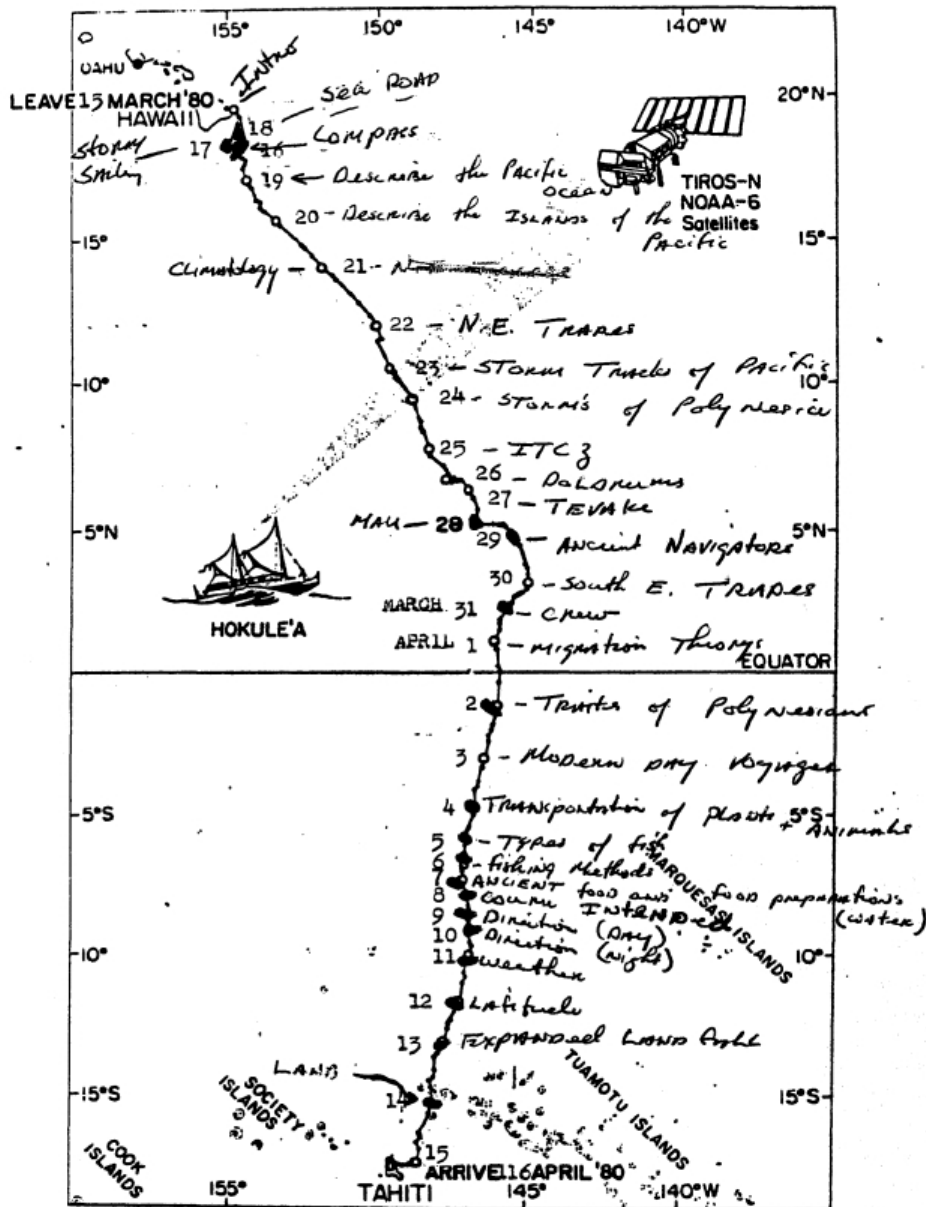 155°W 150°W 145°W 140°W
OAHU
Intro
LEAVE 15 MARCH '80
HAWAII
20°N
Sea ROAD
18
STORM
17
16
COMPASS
19 Describe the Pacific
Ocean
TIROS-N
NOAA-6
Satellites
20 - Describe the Islands of the
Pacific
15° 15°
Climatology - 21 - N
22 - N.E. TRADES
23 - STORM Tracks of Pacific
10° 10°
24 - STORM'S of Polynesia
25 - ITCZ
26 - DOLDRUMS
27 - TEVAKE
MAU - 28
5°N 5°N
29 ANCIENT NAVIGATORS
30 - South E. TRADES
HOKULE'A
MARCH 31 - Crew
APRIL 1 - MIGRATION Theorys
EQUATOR
2 - TRAITS of Polynesians
3 - MODERN DAY Voyages
4 TRANSPORTATION of plants + ANIMALS
5°S 5°S
5 - TYPES of fish
6 - fishing Methods
MARQUESAS ISLANDS
7 ANCIENT food and food preparations
(WATER)
8 COURSE INTENDED
9 Direction (DAY)
10 Direction (Night)
10° 10°
11 Weather
12 Latitude
13 EXPANDED LAND
LAND
14
15°S 15°S
SOCIETY ISLANDS
TUAMOTU ISLANDS
COOK ISLANDS
15
ARRIVE 16 APRIL '80
TAHITI
155° 150° 145° 140°W